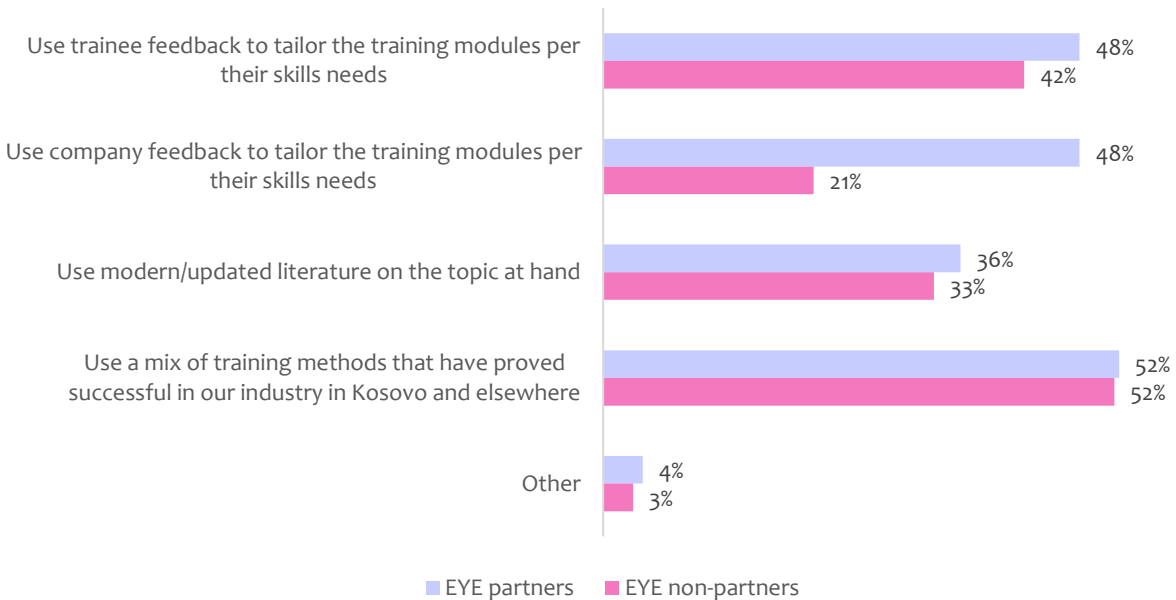 Use trainee feedback to tailor the training modules per
their skills needs
48%
42%
Use company feedback to tailor the training modules per
their skills needs
48%
21%
Use modern/updated literature on the topic at hand
36%
33%
Use a mix of training methods that have proved
successful in our industry in Kosovo and elsewhere
52%
52%
Other
4%
3%
EYE partners
EYE non-partners